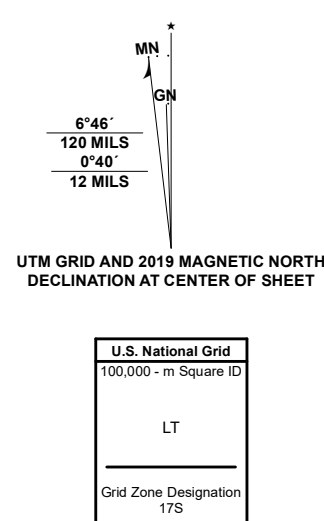 ★
MN
GN
6°46´
120 MILS
0°40´
12 MILS
UTM GRID AND 2019 MAGNETIC NORTH
DECLINATION AT CENTER OF SHEET
U.S. National Grid
100,000 - m Square ID
LT
Grid Zone Designation
17S